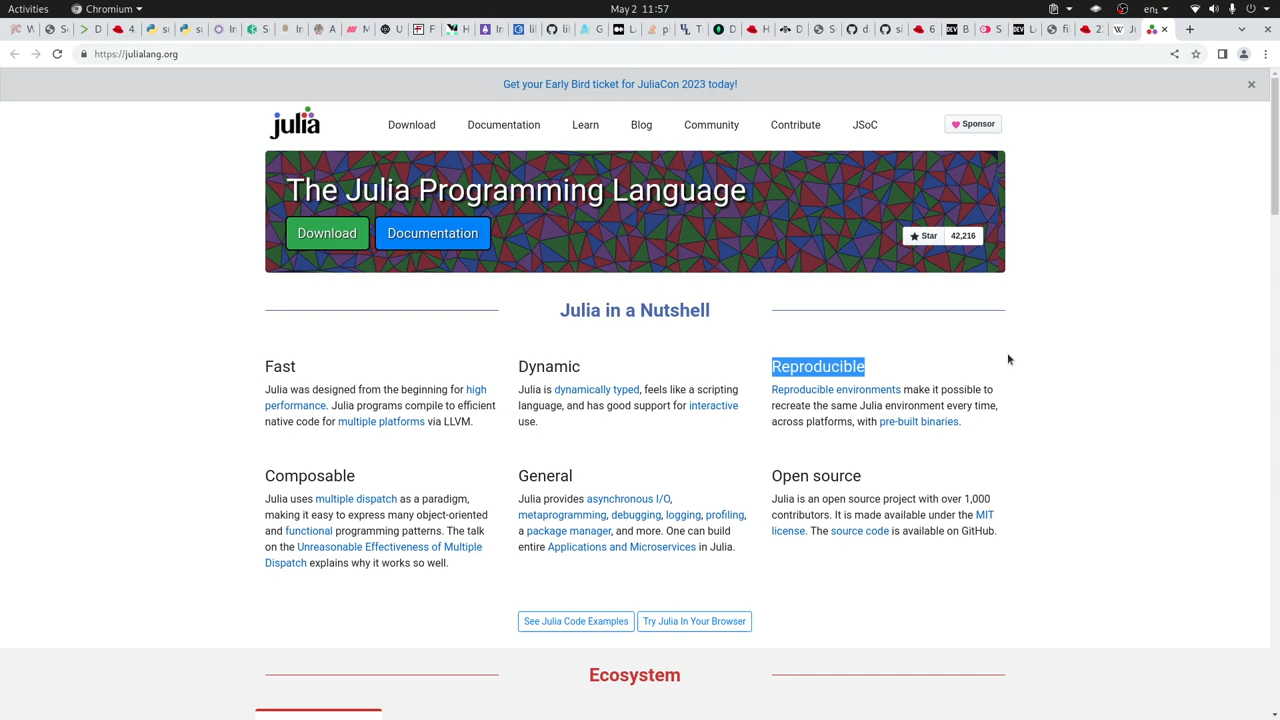 Activities
Chromium
May 2 11:57
en
W
S
D
4.
P
S
In
S
S
A
U
F
F
Y
A
In
G
li
A
G
M
p
T
D
H
D
S
G
si
6
B
S
L
fi
2.
Ju
https://julialang.org
Get your Early Bird ticket for JuliaCon 2023 today!
julia
Download
Documentation
Learn
Blog
Community
Contribute
JSoC
Sponsor
The Julia Programming Language
Download
Documentation
Star
42,216
Julia in a Nutshell
Fast
Julia was designed from the beginning for high
performance. Julia programs compile to efficient
native code for multiple platforms via LLVM.
Dynamic
Julia is dynamically typed, feels like a scripting
language, and has good support for interactive
use.
Reproducible
Reproducible environments make it possible to
recreate the same Julia environment every time,
across platforms, with pre-built binaries.
Composable
Julia uses multiple dispatch as a paradigm,
making it easy to express many object-oriented
and functional programming patterns. The talk
on the Unreasonable Effectiveness of Multiple
Dispatch explains why it works so well.
General
Julia provides asynchronous I/O,
metaprogramming, debugging, logging, profiling,
a package manager, and more. One can build
entire Applications and Microservices in Julia.
Open source
Julia is an open source project with over 1,000
contributors. It is made available under the MIT
license. The source code is available on GitHub.
See Julia Code Examples
Try Julia In Your Browser
Ecosystem